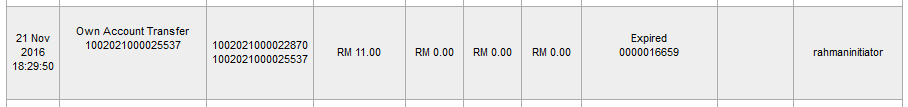 21 Nov
2016
18:29:50
Own Account Transfer
1002021000025537
1002021000022870
1002021000025537
RM 11.00
RM 0.00
RM 0.00
RM 0.00
Expired
0000016659
rahmaninitiator